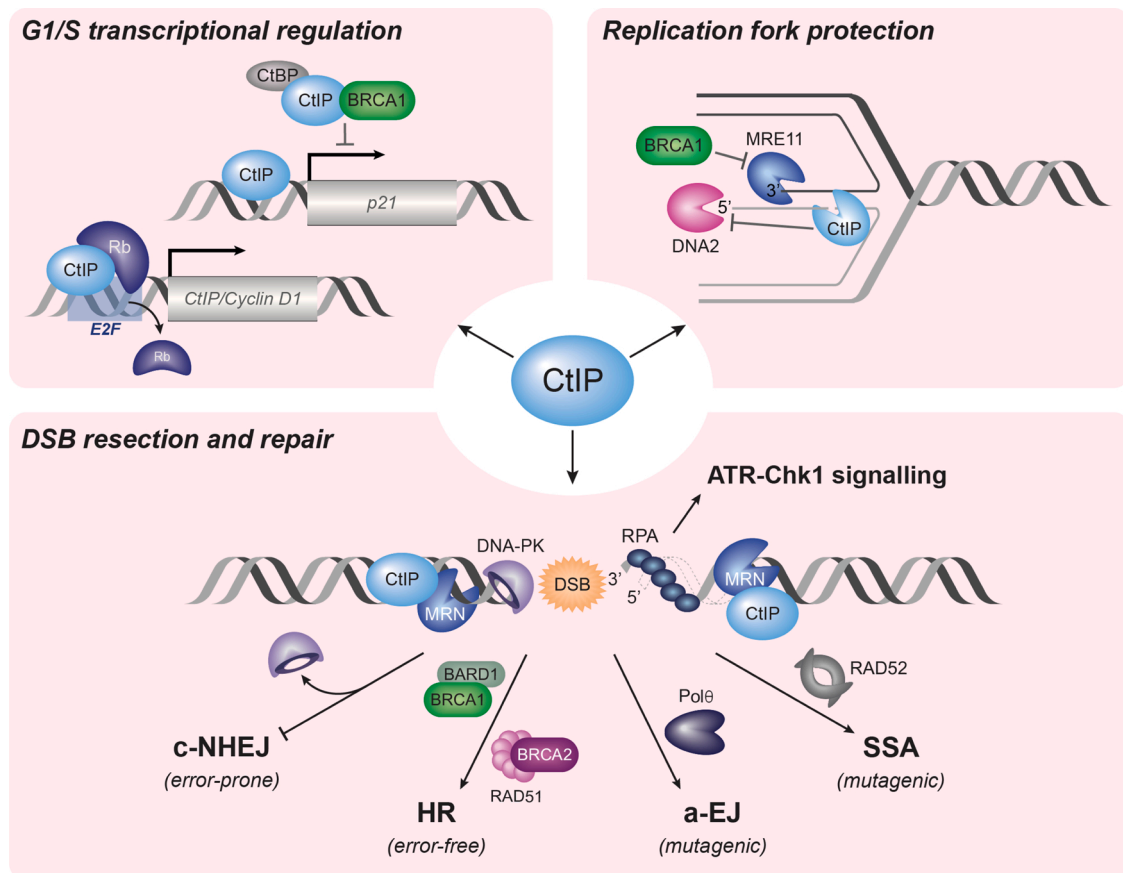 G1/S transcriptional regulation
CtBP
CtIP
BRCA1
CtIP
p21
Rb
CtIP
CtIP/Cyclin D1
E2F
Rb
Replication fork protection
BRCA1
MRE11
3’
5’
DNA2
CtIP
CtIP
DSB resection and repair
ATR-Chk1 signalling
RPA
DNA-PK
CtIP
MRN
DSB
3’
5’
MRN
CtIP
BARD1
BRCA1
RAD52
Polθ
c-NHEJ
(error-prone)
BRCA2
RAD51
SSA
(mutagenic)
HR
(error-free)
a-EJ
(mutagenic)